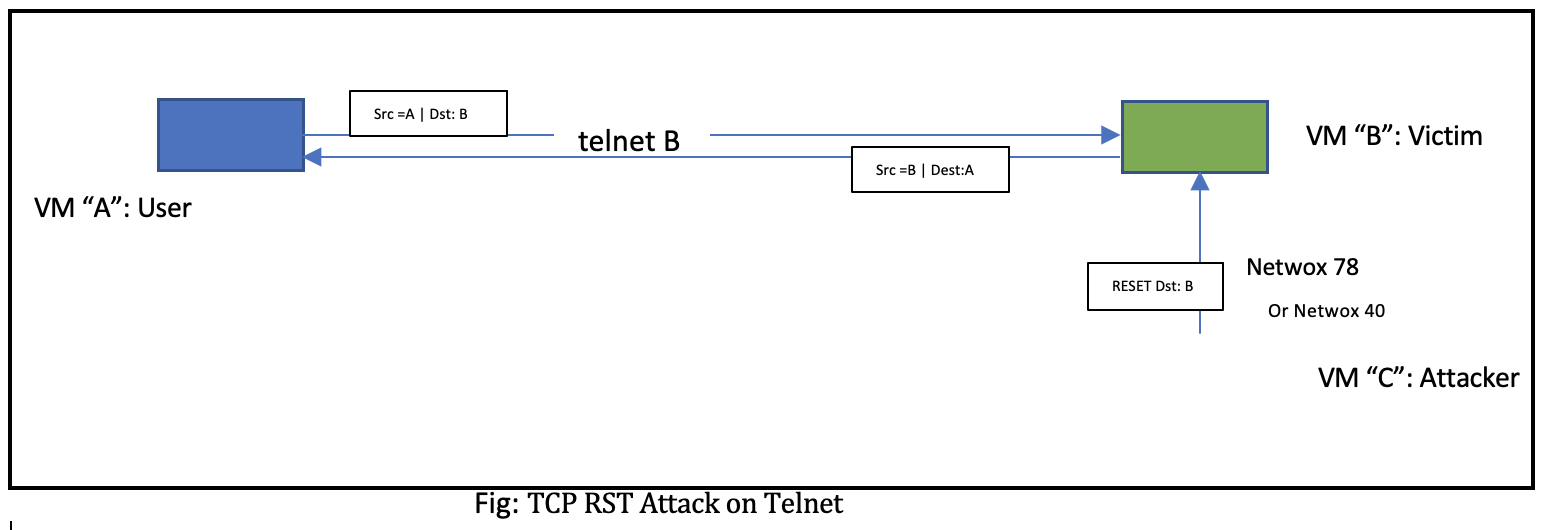 Src =A | Dst: B
telnet B
VM “B”: Victim
Src =B | Dest:A
VM “A”: User
Netwox 78
RESET Dst: B
Or Netwox 40
VM “C”: Attacker
Fig: TCP RST Attack on Telnet